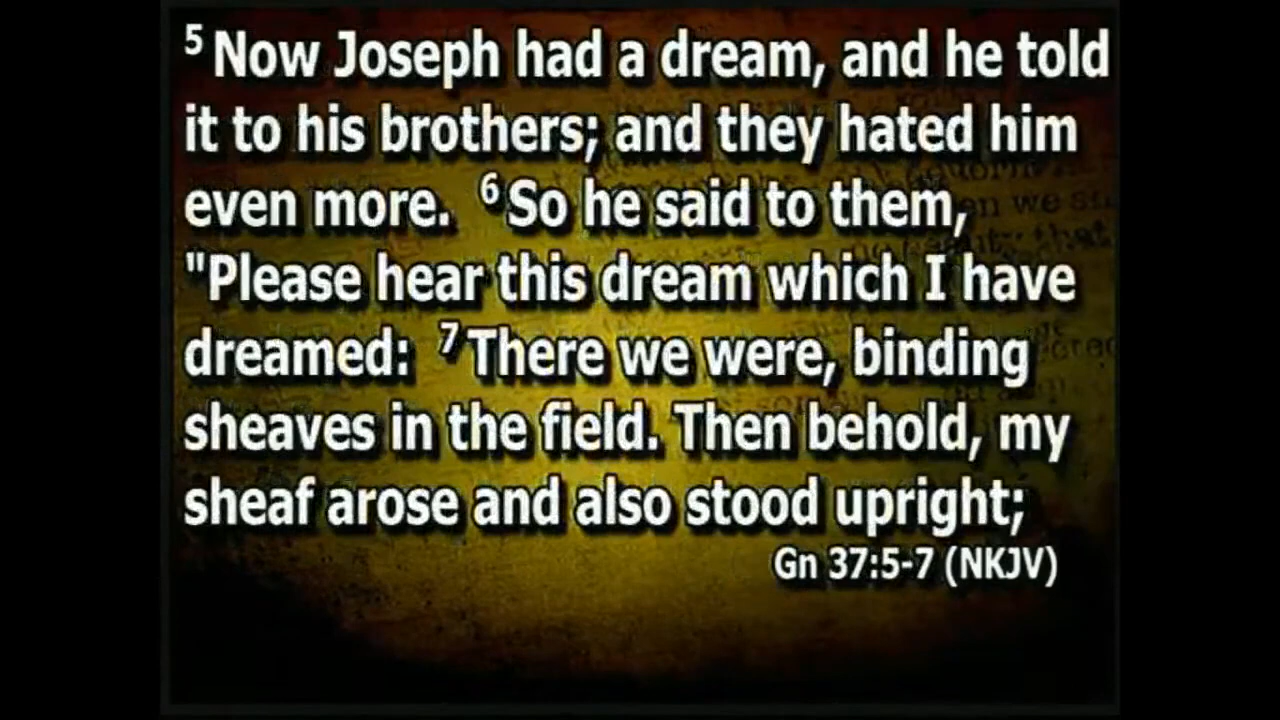 5 Now Joseph had a dream, and he told
it to his brothers; and they hated him
even more. 6 So he said to them,
"Please hear this dream which I have
dreamed: 7 There we were, binding
sheaves in the field. Then behold, my
sheaf arose and also stood upright;
Gn 37:5-7 (NKJV)